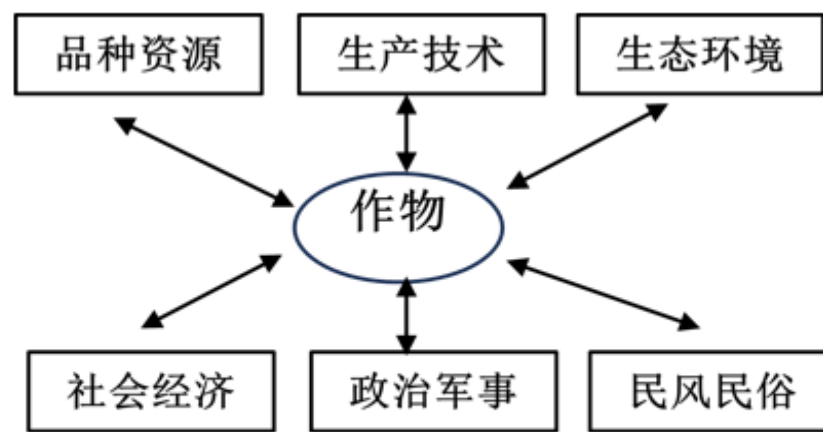 品种资源
生产技术
生态环境
作物
社会经济
政治军事
民风民俗